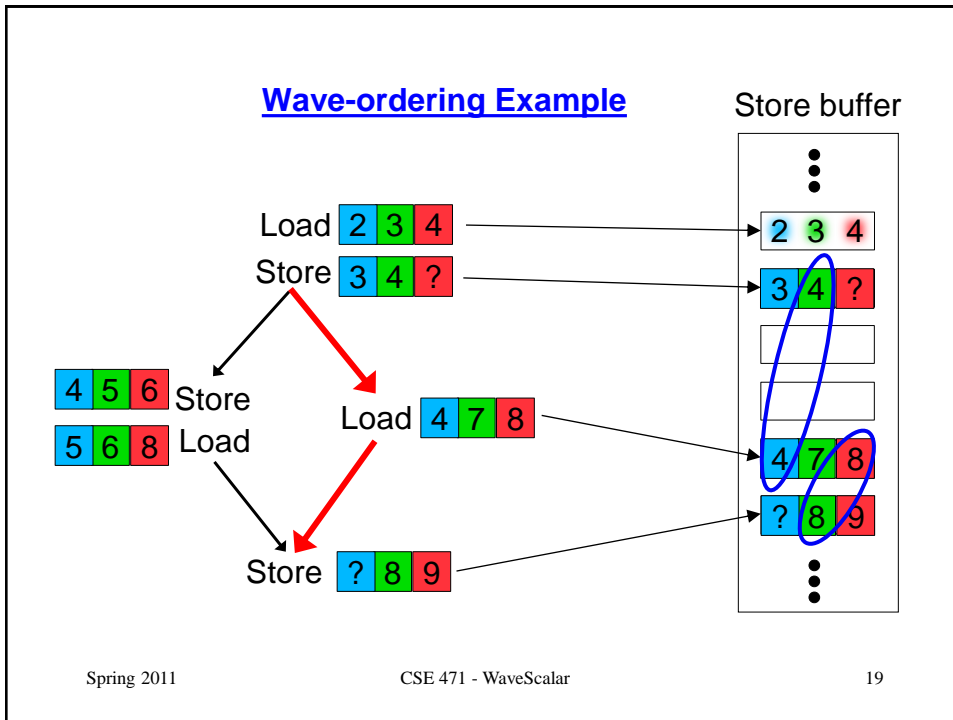 Wave-ordering Example
Store buffer
Load 2 3 4
2 3 4
Store 3 4 ?
3 4 ?
4 5 6 Store
Load 4 7 8
5 6 8 Load
4 7 8
? 8 9
Store ? 8 9
Spring 2011
CSE 471 - WaveScalar
19